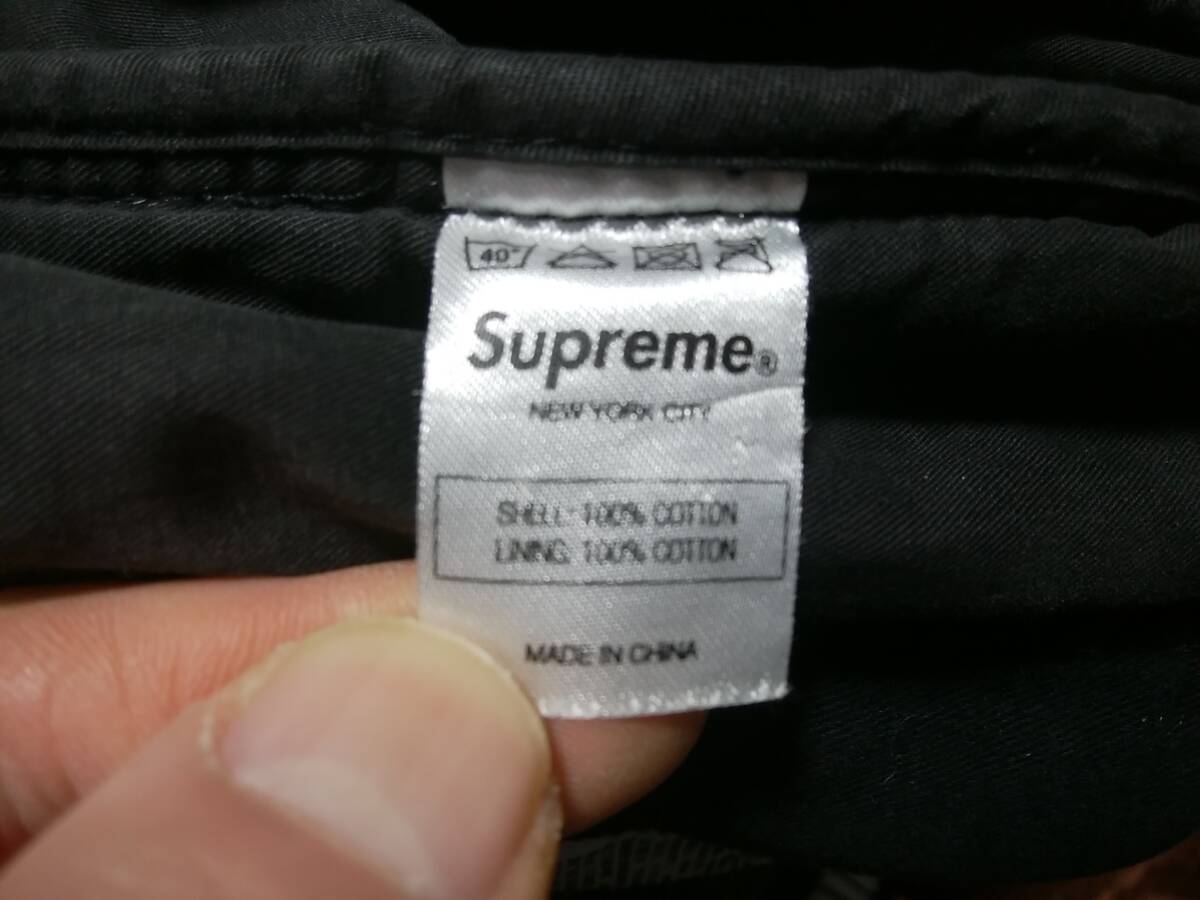 40°
Supreme®
NEW YORK CITY
SHELL: 100% COTTON
LINING: 100% COTTON
MADE IN CHINA